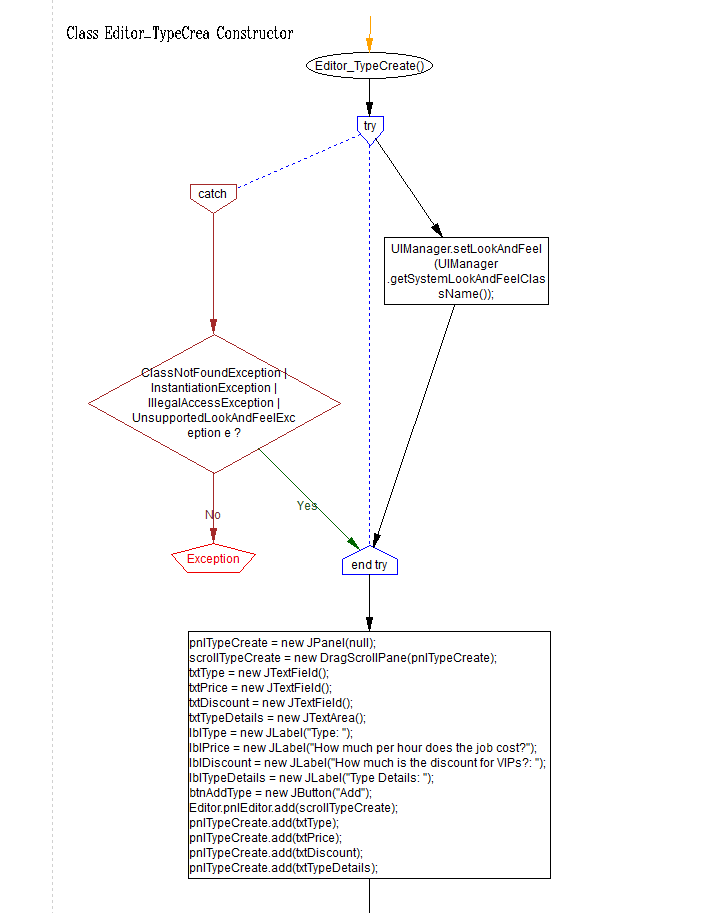 Class Editor_TypeCrea Constructor
Editor_TypeCreate()
try
catch
UIManager.setLookAndFeel
(UIManager
.getSystemLookAndFeelClas
sName());
ClassNotFoundException |
InstantiationException |
IllegalAccessException |
UnsupportedLookAndFeelExc
eption e ?
No
Yes
Exception
end try
pnlTypeCreate = new JPanel(null);
scrollTypeCreate = new DragScrollPane(pnlTypeCreate);
txtType = new JTextField();
txtPrice = new JTextField();
txtDiscount = new JTextField();
txtTypeDetails = new JTextArea();
lblType = new JLabel("Type: ");
lblPrice = new JLabel("How much per hour does the job cost?");
lblDiscount = new JLabel("How much is the discount for VIPs?: ");
lblTypeDetails = new JLabel("Type Details: ");
btnAddType = new JButton("Add");
Editor.pnlEditor.add(scrollTypeCreate);
pnlTypeCreate.add(txtType);
pnlTypeCreate.add(txtPrice);
pnlTypeCreate.add(txtDiscount);
pnlTypeCreate.add(txtTypeDetails);